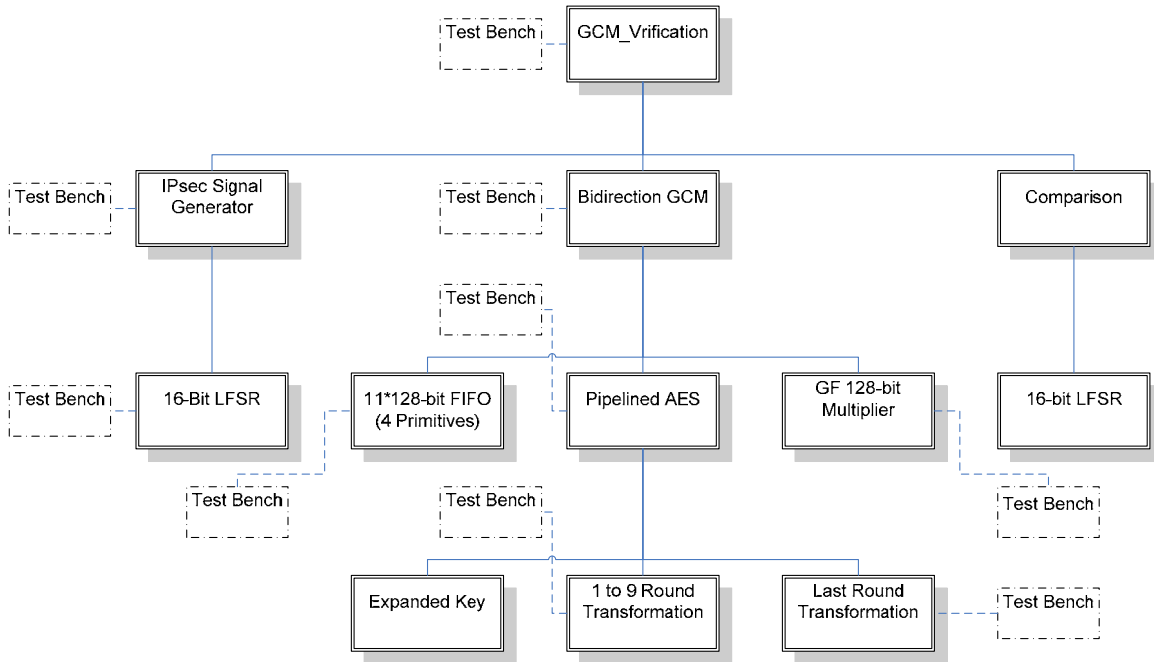 Test Bench
GCM_Vrification
Test Bench
IPsec Signal
Generator
Test Bench
Bidirection GCM
Comparison
Test Bench
Test Bench
16-Bit LFSR
11*128-bit FIFO
(4 Primitives)
Pipelined AES
GF 128-bit
Multiplier
16-bit LFSR
Test Bench
Test Bench
Test Bench
Expanded Key
1 to 9 Round
Transformation
Last Round
Transformation
Test Bench